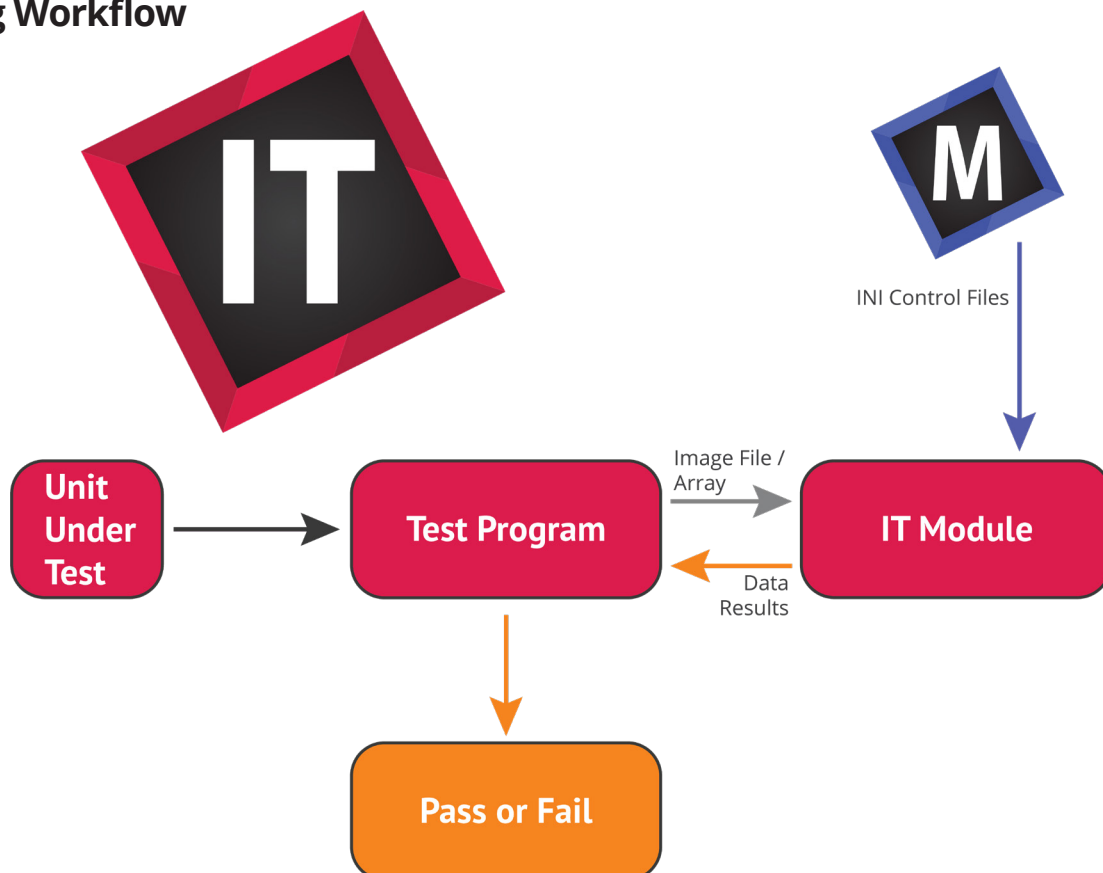 Workflow
IT
M
INI Control Files
Image File /
Array
Unit
Under
Test
Test Program
IT Module
Data
Results
Pass or Fail